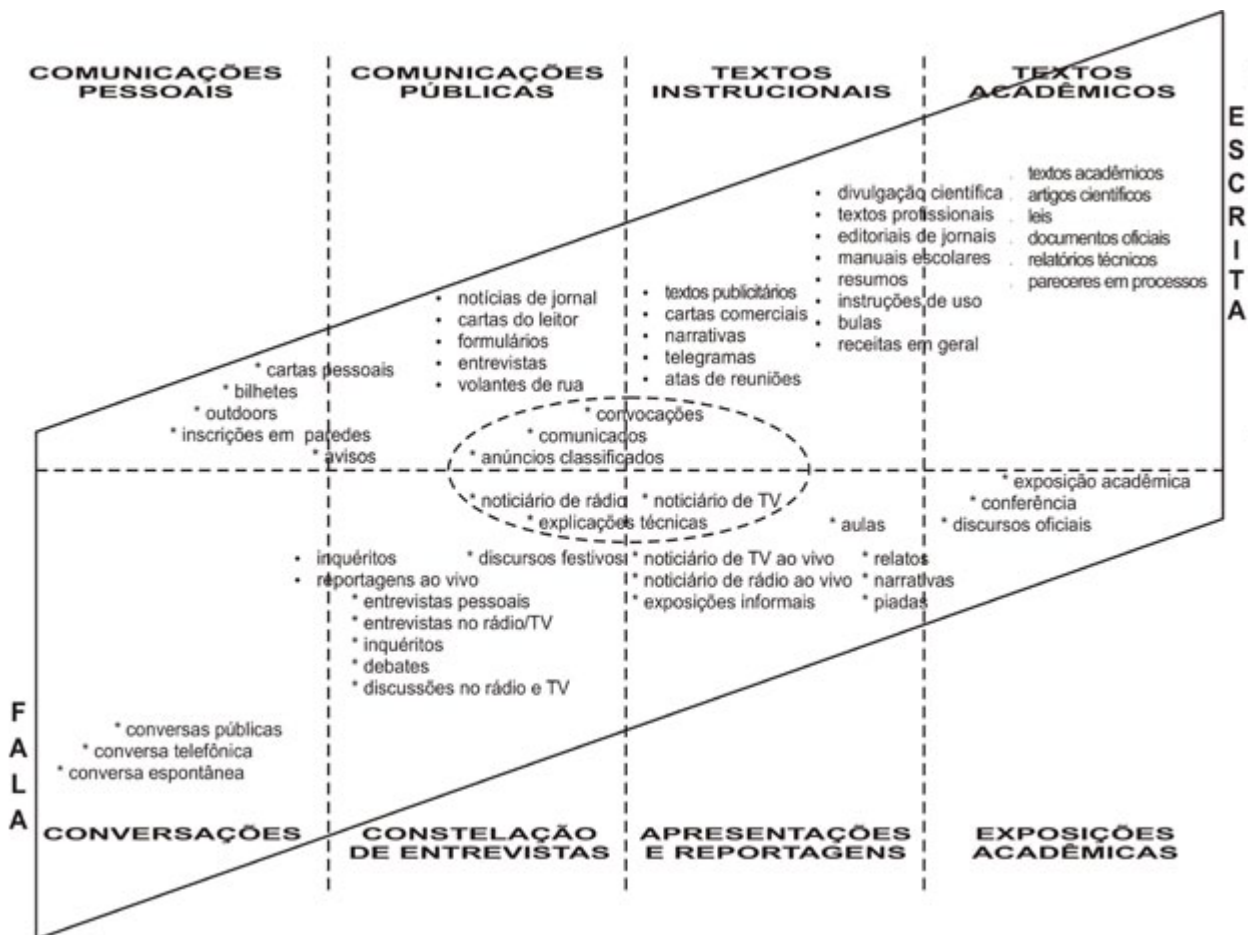 COMUNICAÇÕES
PESSOAIS
COMUNICAÇÕES
PÚBLICAS
TEXTOS
INSTRUCIONAIS
TEXTOS
ACADÊMICOS
ESCRITA
* cartas pessoais
* bilhetes
* outdoors
* inscrições em paredes
* avisos
• notícias de jornal
• cartas do leitor
• formulários
• entrevistas
• volantes de rua
• textos publicitários
• cartas comerciais
• narrativas
• telegramas
• atas de reuniões
• divulgação científica
• textos profissionais
• editoriais de jornais
• manuais escolares
• resumos
• instruções de uso
• bulas
• receitas em geral
. textos acadêmicos
. artigos científicos
. leis
. documentos oficiais
. relatórios técnicos
. pareceres em processos
* convocações
* comunicados
* anúncios classificados
* noticiário de rádio
* noticiário de TV
* explicações técnicas
* exposição acadêmica
* conferência
* discursos oficiais
* aulas
• inquéritos
• reportagens ao vivo
* entrevistas pessoais
* entrevistas no rádio/TV
* inquéritos
* debates
* discussões no rádio e TV
* discursos festivos
* noticiário de TV ao vivo
* noticiário de rádio ao vivo
* exposições informais
* relatos
* narrativas
* piadas
* conversas públicas
* conversa telefônica
* conversa espontânea
FALA
CONVERSAÇÕES
CONSTELAÇÃO
DE ENTREVISTAS
APRESENTAÇÕES
E REPORTAGENS
EXPOSIÇÕES
ACADÊMICAS